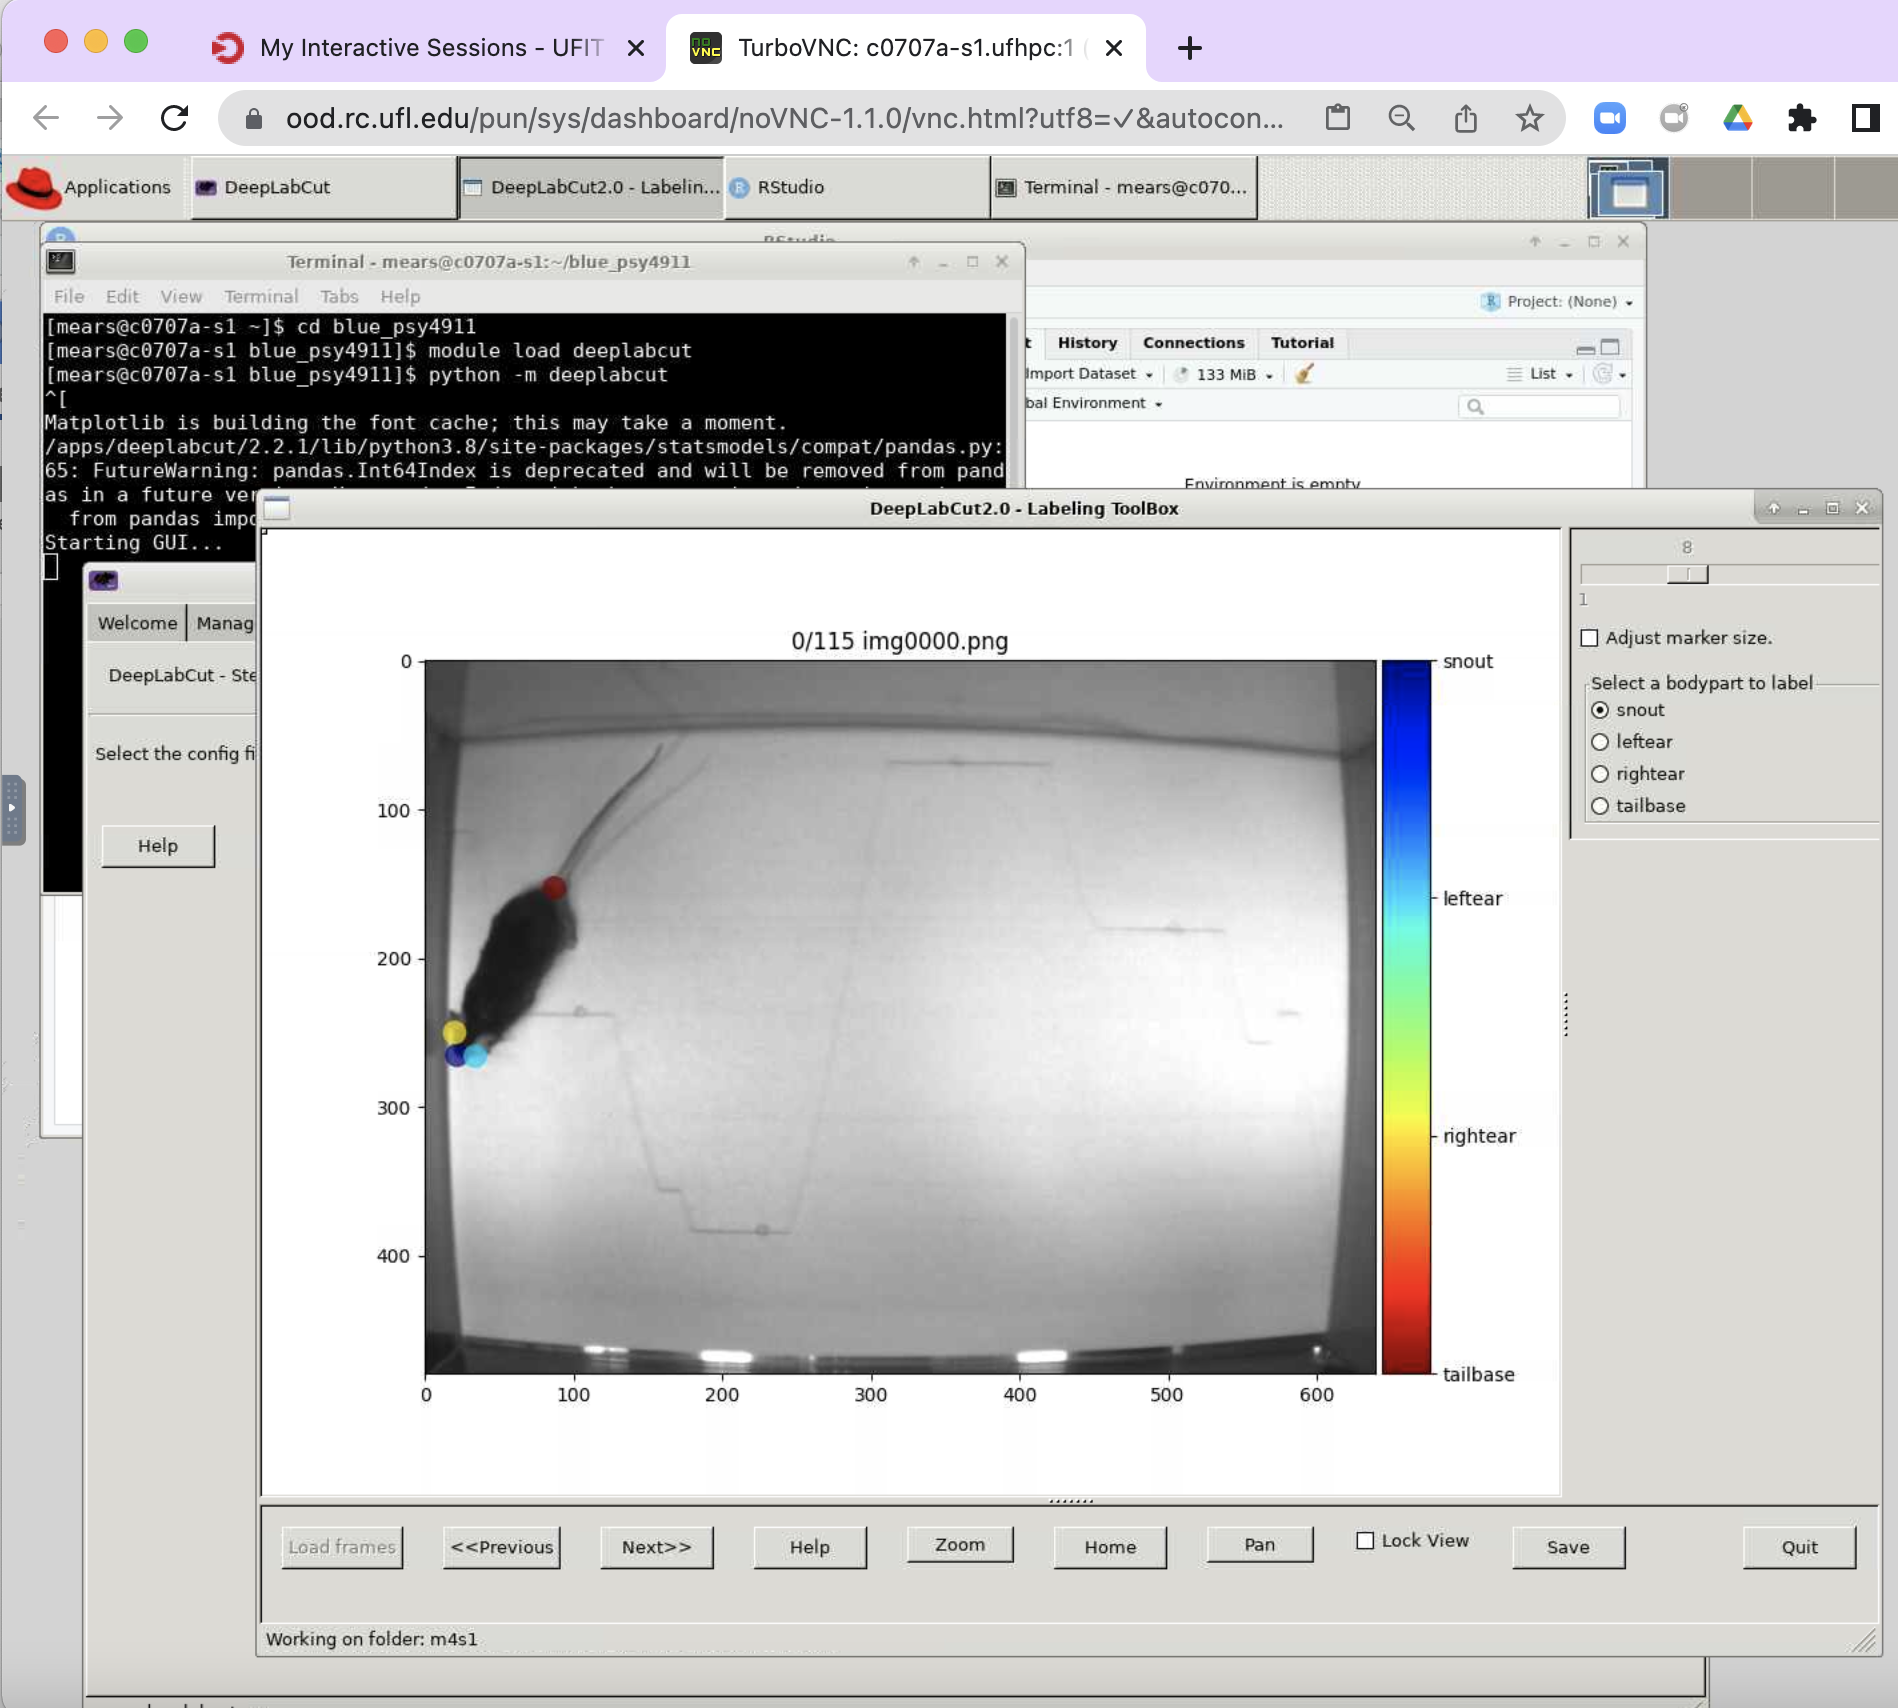 My Interactive Sessions - UFIT
TurboVNC: c0707a-s1.ufhpc:1 (
ood.rc.ufl.edu/pun/sys/dashboard/noVNC-1.1.0/vnc.html?utf8=✓&autocon...
Applications
DeepLabCut
DeepLabCut2.0 - Labelin...
RStudio
Terminal - mears@c070...
RStudio
Terminal - mears@c0707a-s1:~/blue_psy4911
File Edit View Terminal Tabs Help
[mears@c0707a-s1 ~]$ cd blue_psy4911
[mears@c0707a-s1 blue_psy4911]$ module load deeplabcut
[mears@c0707a-s1 blue_psy4911]$ python -m deeplabcut
^[
Matplotlib is building the font cache; this may take a moment.
/apps/deeplabcut/2.2.1/lib/python3.8/site-packages/statsmodels/compat/pandas.py:
65: FutureWarning: pandas.Int64Index is deprecated and will be removed from pand
as in a future ver
from pandas impo
Starting GUI...
Project: (None)
t History Connections Tutorial
Import Dataset 133 MiB List
bal Environment
Environment is empty
Welcome Manag
DeepLabCut - Ste
Select the config fi
Help
DeepLabCut2.0 - Labeling ToolBox
0/115 img0000.png
0
100
200
300
400
0 100 200 300 400 500 600
snout
leftear
rightear
tailbase
8
1
Adjust marker size.
Select a bodypart to label
snout
leftear
rightear
tailbase
Load frames <<Previous Next>> Help Zoom Home Pan Lock View Save Quit
Working on folder: m4s1